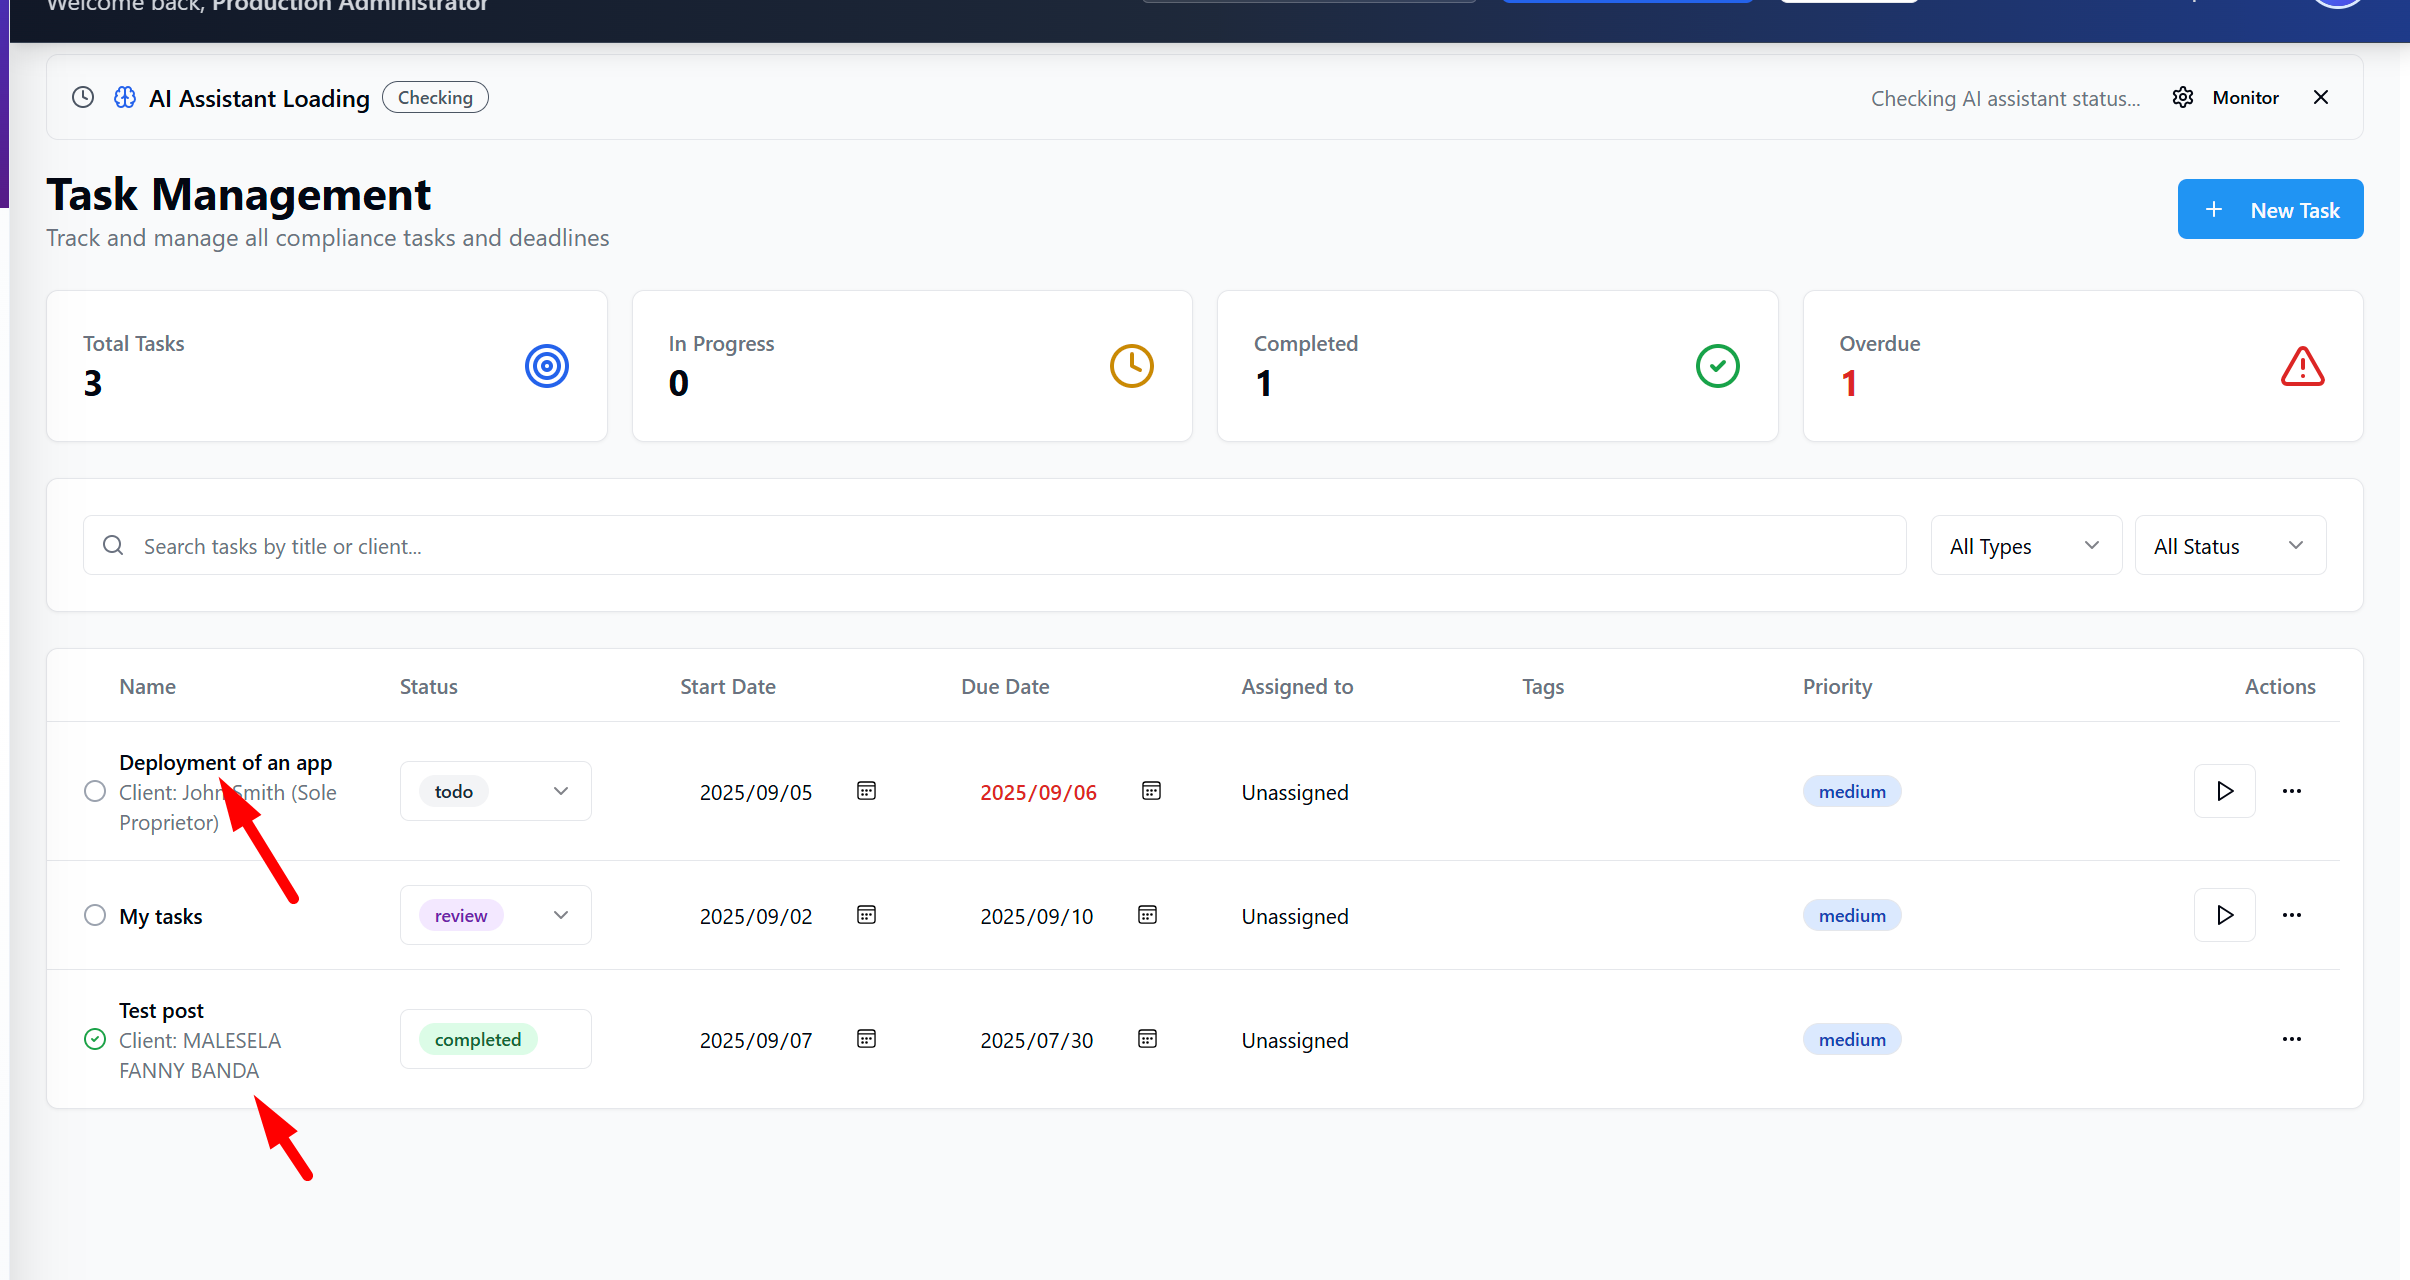 Welcome back, Production Administrator
AI Assistant Loading Checking Checking AI assistant status... Monitor
Task Management
New Task
Track and manage all compliance tasks and deadlines
Total Tasks In Progress Completed Overdue
3 0 1 1
Search tasks by title or client... All Types All Status
Name Status Start Date Due Date Assigned to Tags Priority Actions
Deployment of an app
Client: John Smith (Sole
Proprietor)
todo 2025/09/05 2025/09/06 Unassigned medium
My tasks review 2025/09/02 2025/09/10 Unassigned medium
Test post
Client: MALESELA
FANNY BANDA
completed 2025/09/07 2025/07/30 Unassigned medium